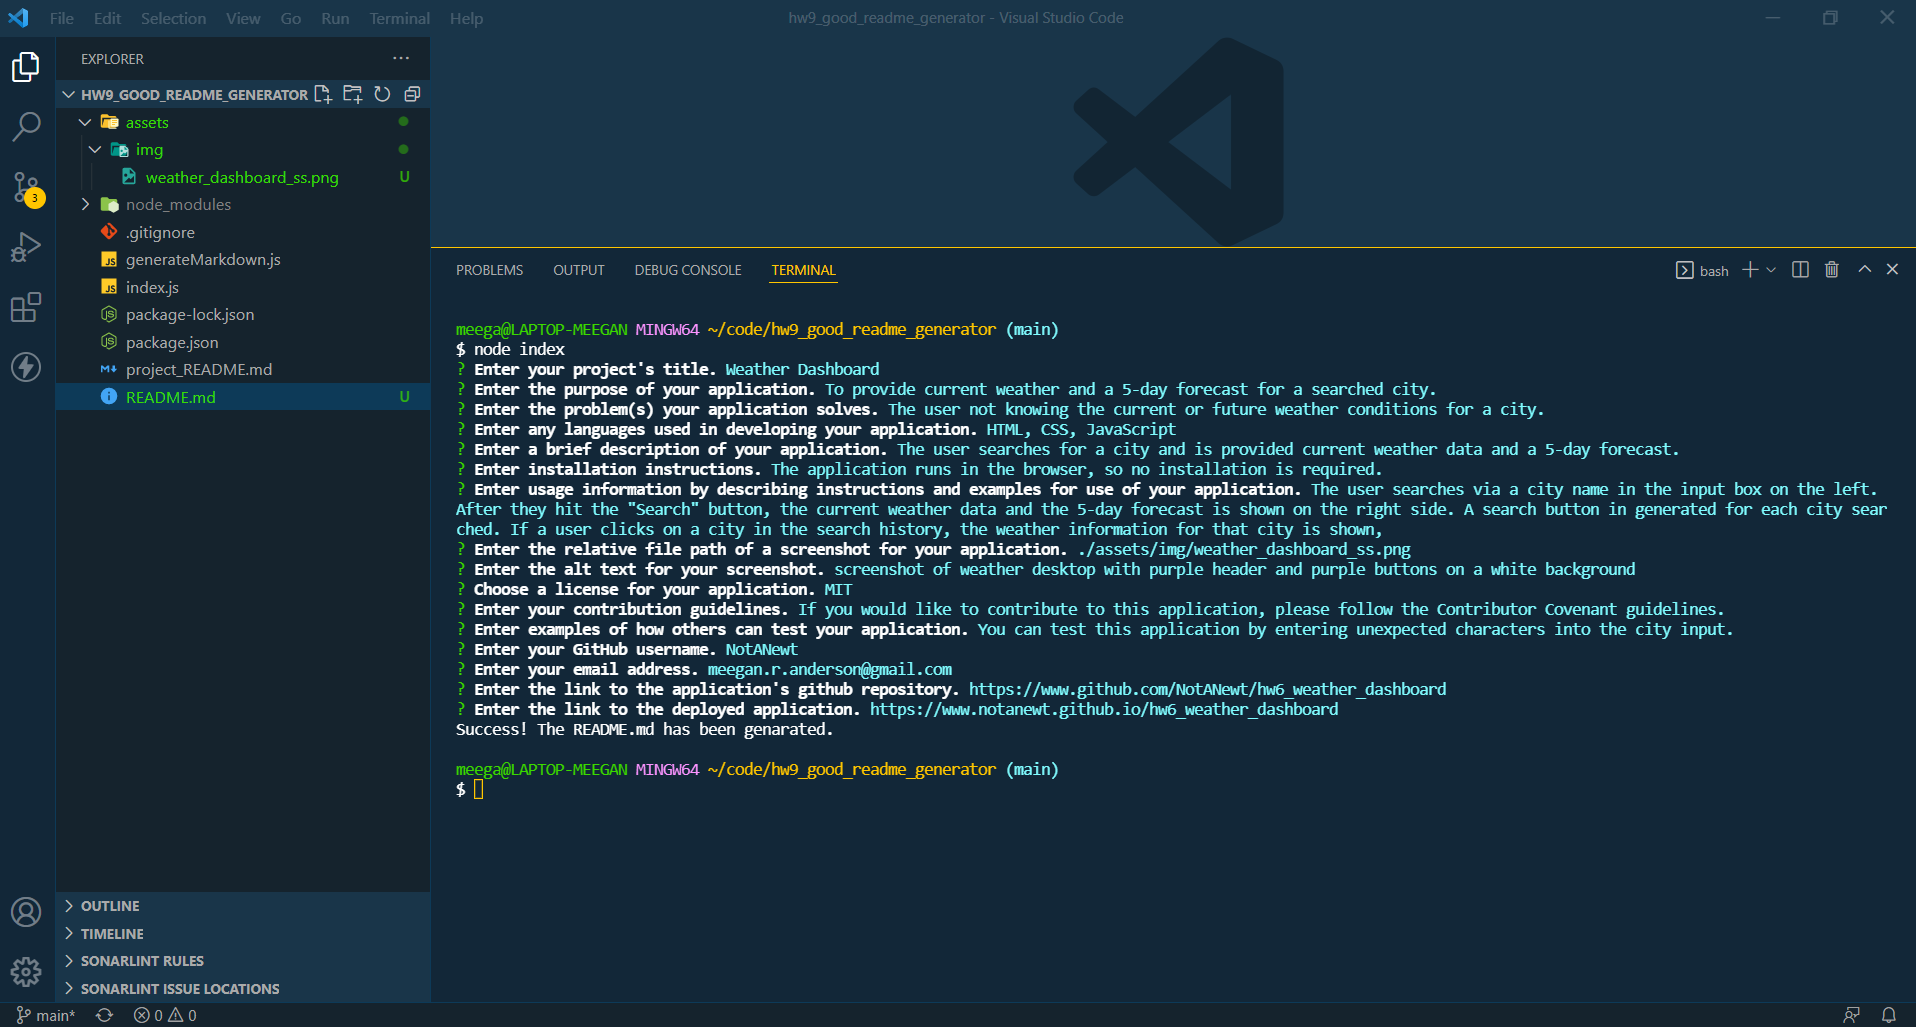 File Edit Selection View Go Run Terminal Help
hw9_good_readme_generator - Visual Studio Code
EXPLORER
HW9_GOOD_README_GENERATOR
assets
img
weather_dashboard_ss.png U
node_modules
.gitignore
JS generateMarkdown.js
JS index.js
package-lock.json
package.json
project_README.md
README.md U
3
OUTLINE
TIMELINE
SONARLINT RULES
SONARLINT ISSUE LOCATIONS
PROBLEMS OUTPUT DEBUG CONSOLE TERMINAL
bash
meega@LAPTOP-MEEGAN MINGW64 ~/code/hw9_good_readme_generator (main)
$ node index
? Enter your project's title. Weather Dashboard
? Enter the purpose of your application. To provide current weather and a 5-day forecast for a searched city.
? Enter the problem(s) your application solves. The user not knowing the current or future weather conditions for a city.
? Enter any languages used in developing your application. HTML, CSS, JavaScript
? Enter a brief description of your application. The user searches for a city and is provided current weather data and a 5-day forecast.
? Enter installation instructions. The application runs in the browser, so no installation is required.
? Enter usage information by describing instructions and examples for use of your application. The user searches via a city name in the input box on the left.
After they hit the "Search" button, the current weather data and the 5-day forecast is shown on the right side. A search button in generated for each city sear
ched. If a user clicks on a city in the search history, the weather information for that city is shown,
? Enter the relative file path of a screenshot for your application. ./assets/img/weather_dashboard_ss.png
? Enter the alt text for your screenshot. screenshot of weather desktop with purple header and purple buttons on a white background
? Choose a license for your application. MIT
? Enter your contribution guidelines. If you would like to contribute to this application, please follow the Contributor Covenant guidelines.
? Enter examples of how others can test your application. You can test this application by entering unexpected characters into the city input.
? Enter your GitHub username. NotANewt
? Enter your email address. meegan.r.anderson@gmail.com
? Enter the link to the application's github repository. https://www.github.com/NotANewt/hw6_weather_dashboard
? Enter the link to the deployed application. https://www.notanewt.github.io/hw6_weather_dashboard
Success! The README.md has been genarated.
meega@LAPTOP-MEEGAN MINGW64 ~/code/hw9_good_readme_generator (main)
$
main* 0 0